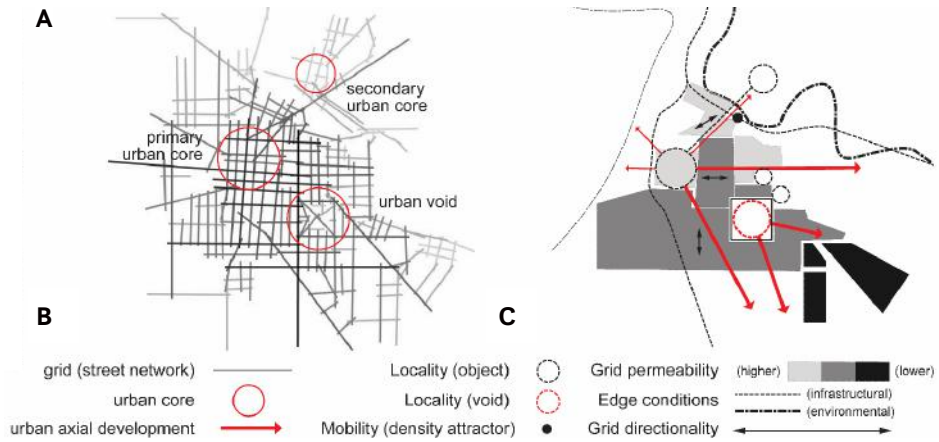 A
secondary
urban core
primary
urban core
urban void
B
C
grid (street network)
urban core
urban axial development
Locality (object)
Locality (void)
Mobility (density attractor)
Grid permeability (higher) (lower)
Edge conditions (infrastructural)
(environmental)
Grid directionality